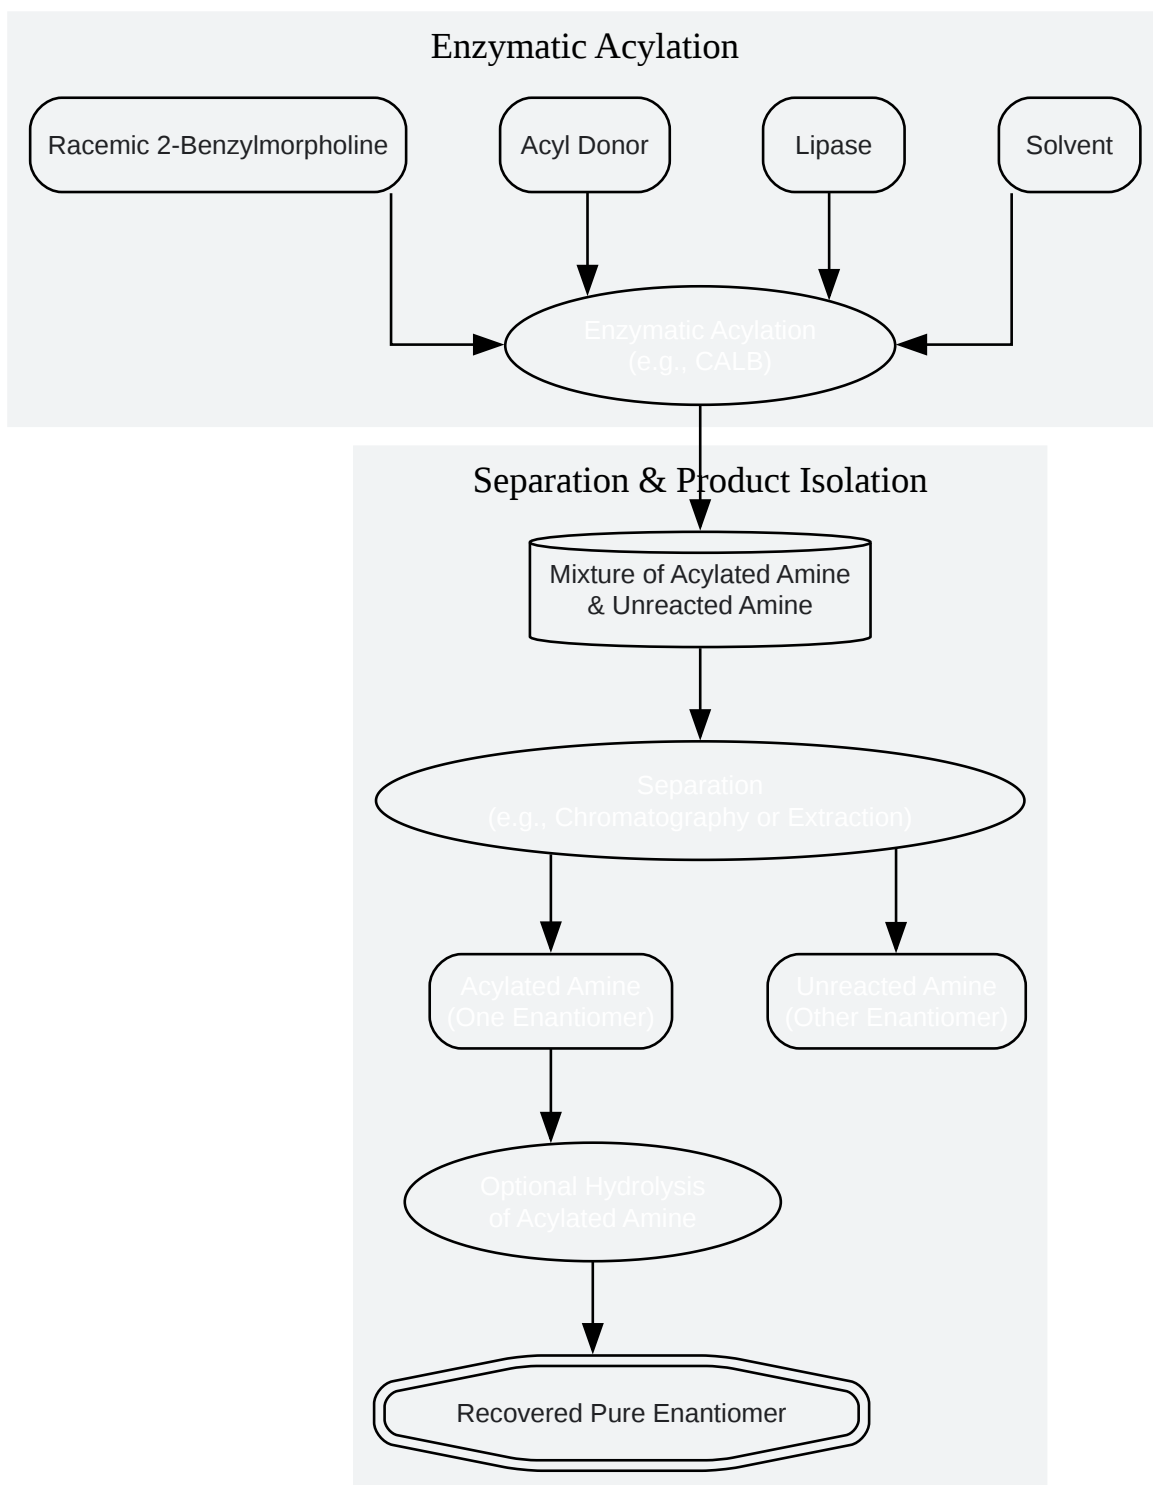 Enzymatic Acylation
Racemic 2-Benzylmorpholine
Acyl Donor
Lipase
Solvent
Enzymatic Acylation
(e.g., CALB)
Separation & Product Isolation
Mixture of Acylated Amine
& Unreacted Amine
Separation
(e.g., Chromatography or Extraction)
Acylated Amine
(One Enantiomer)
Unreacted Amine
(Other Enantiomer)
Optional Hydrolysis
of Acylated Amine
Recovered Pure Enantiomer